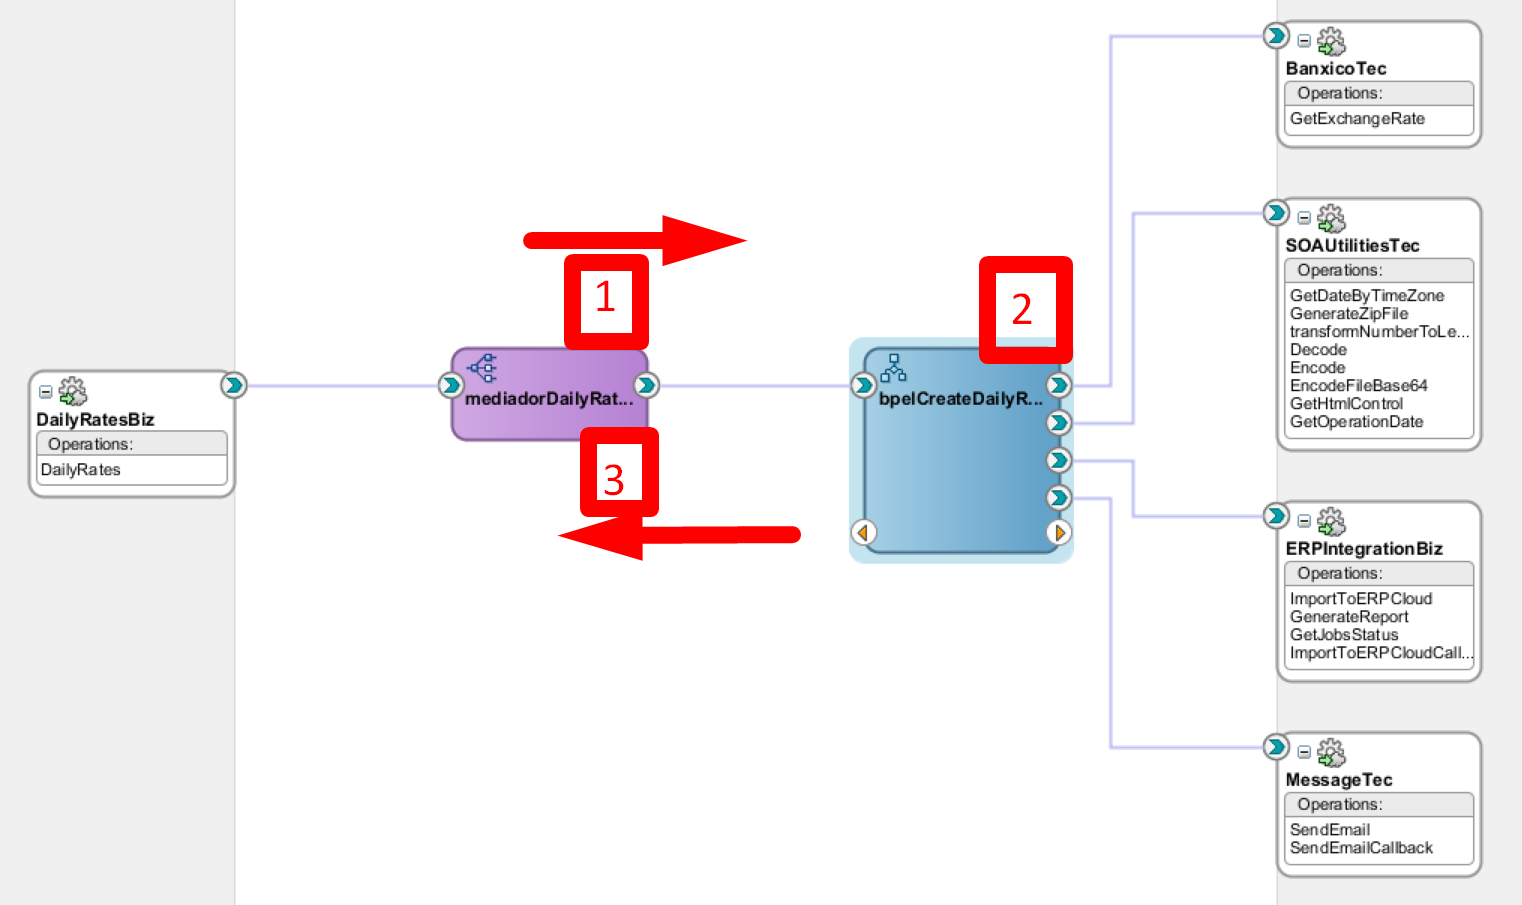 DailyRatesBiz
Operations:
DailyRates
1
mediadorDailyRat...
3
2
bpelCreateDailyR...
BanxicoTec
Operations:
GetExchangeRate
SOAUtilitiesTec
Operations:
GetDateByTimeZone
GenerateZipFile
transformNumberToLe...
Decode
Encode
EncodeFileBase64
GetHtmlControl
GetOperationDate
ERPIntegrationBiz
Operations:
ImportToERPCloud
GenerateReport
GetJobsStatus
ImportToERPCloudCall...
MessageTec
Operations:
SendEmail
SendEmailCallback